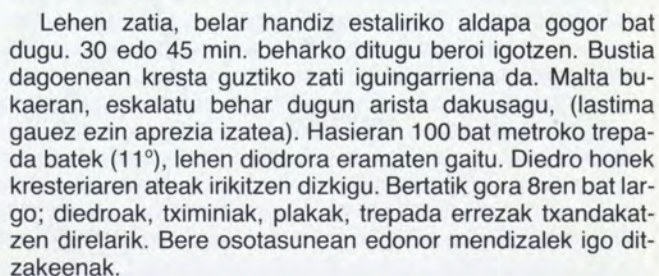 Lehen zatia, belar handiz estaliriko aldapa gogor bat
dugu. 30 edo 45 min. beharko ditugu beroi igotzen. Bustia
dagoenean kresta guztiko zati iguingarriena da. Malta bu-
kaeran, eskalatu behar dugun arista dakusagu, (lastima
gauez ezin aprezia izatea). Hasieran 100 bat metroko trepa-
da batek (11º), lehen diodrora eramaten gaitu. Diedro honek
kresteriaren ateak irikitzen dizkigu. Bertatik gora 8ren bat lar-
go; diedroak, tximiniak, plakak, trepada errezak txandakat-
zen direlarik. Bere osotasunean edonor mendizalek igo dit-
zakeenak.